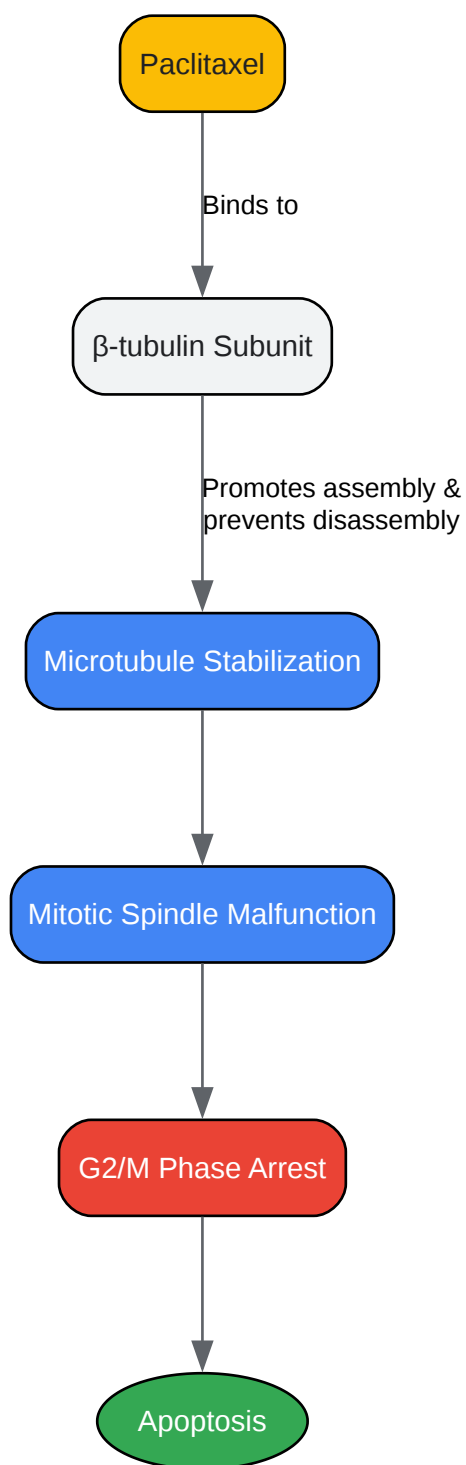 Paclitaxel
Binds to
β-tubulin Subunit
Promotes assembly &
prevents disassembly
Microtubule Stabilization
Mitotic Spindle Malfunction
G2/M Phase Arrest
Apoptosis